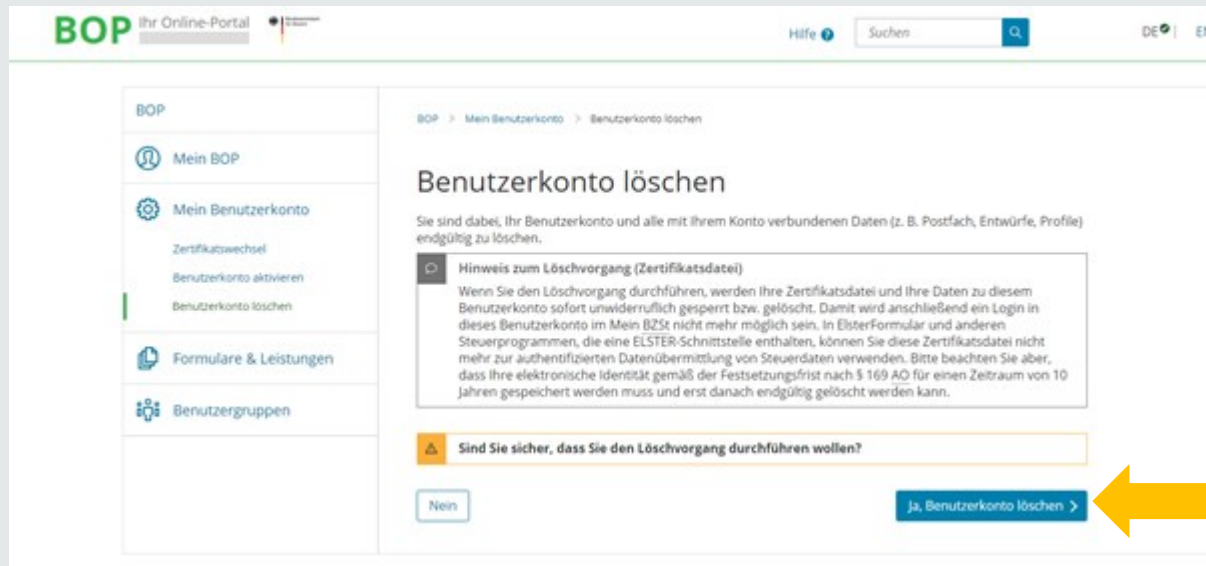 BOP Ihr Online-Portal
Hilfe
Suchen
DE
BOP
Mein BOP
Mein Benutzerkonto
Zertifikatswechsel
Benutzerkonto aktivieren
Benutzerkonto löschen
Formulare & Leistungen
Benutzergruppen
BOP > Mein Benutzerkonto > Benutzerkonto löschen
Benutzerkonto löschen
Sie sind dabei, Ihr Benutzerkonto und alle mit Ihrem Konto verbundenen Daten (z. B. Postfach, Entwürfe, Profile)
endgültig zu löschen.
Hinweis zum Löschvorgang (Zertifikatsdatei)
Wenn Sie den Löschvorgang durchführen, werden Ihre Zertifikatsdatei und Ihre Daten zu diesem
Benutzerkonto sofort unwiderruflich gesperrt bzw. gelöscht. Damit wird anschließend ein Login in
dieses Benutzerkonto im Mein BZSt nicht mehr möglich sein. In ElsterFormular und anderen
Steuerprogrammen, die eine ELSTER-Schnittstelle enthalten, können Sie diese Zertifikatsdatei nicht
mehr zur authentifizierten Datenübermittlung von Steuerdaten verwenden. Bitte beachten Sie aber,
dass Ihre elektronische Identität gemäß der Festsetzungsfrist nach § 169 AO für einen Zeitraum von 10
Jahren gespeichert werden muss und erst danach endgültig gelöscht werden kann.
Sind Sie sicher, dass Sie den Löschvorgang durchführen wollen?
Nein
Ja, Benutzerkonto löschen >